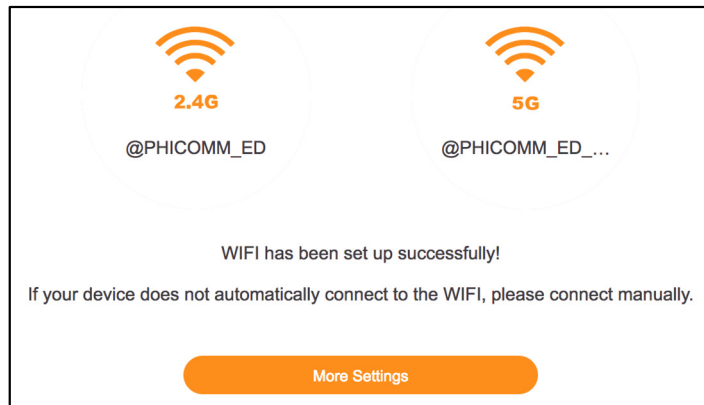 2.4G
5G
@PHICOMM_ED
@PHICOMM_ED_...
WIFI has been set up successfully!
If your device does not automatically connect to the WIFI, please connect manually.
More Settings